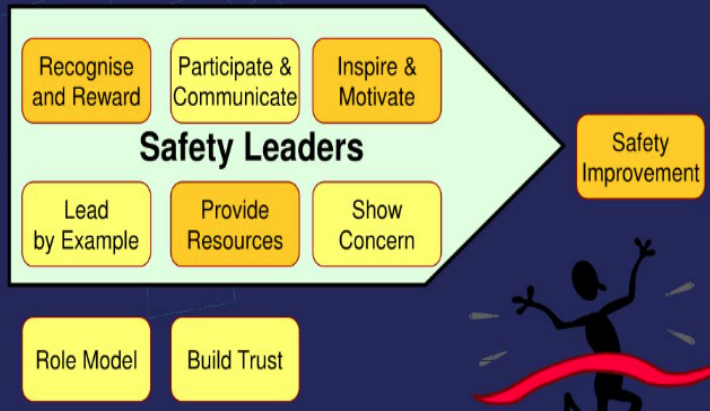 Recognise
and Reward
Participate &
Communicate
Inspire &
Motivate
Safety Leaders
Safety
Improvement
Lead
by Example
Provide
Resources
Show
Concern
Role Model
Build Trust